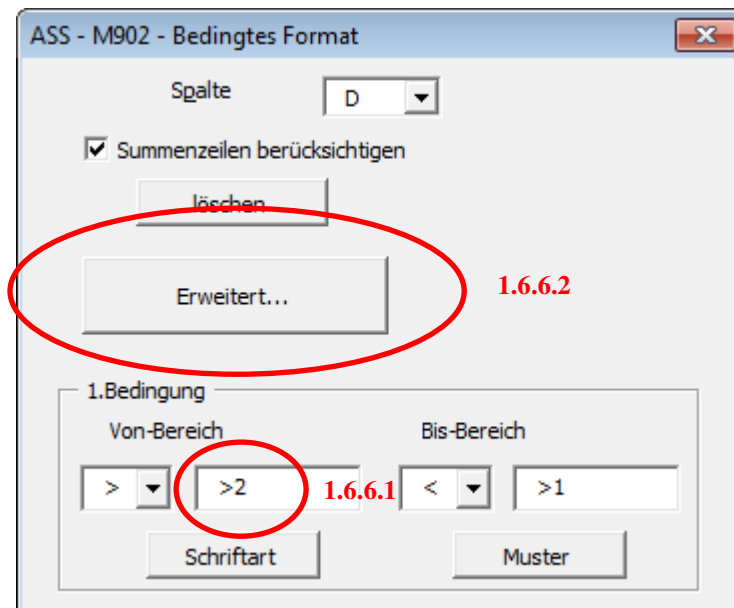 ASS - M902 - Bedingtes Format
Spalte D
Summenzeilen berücksichtigen
löschen
Erweitert...
1.6.6.2
1.Bedingung
Von-Bereich Bis-Bereich
> >2 1.6.6.1 < >1
Schriftart Muster